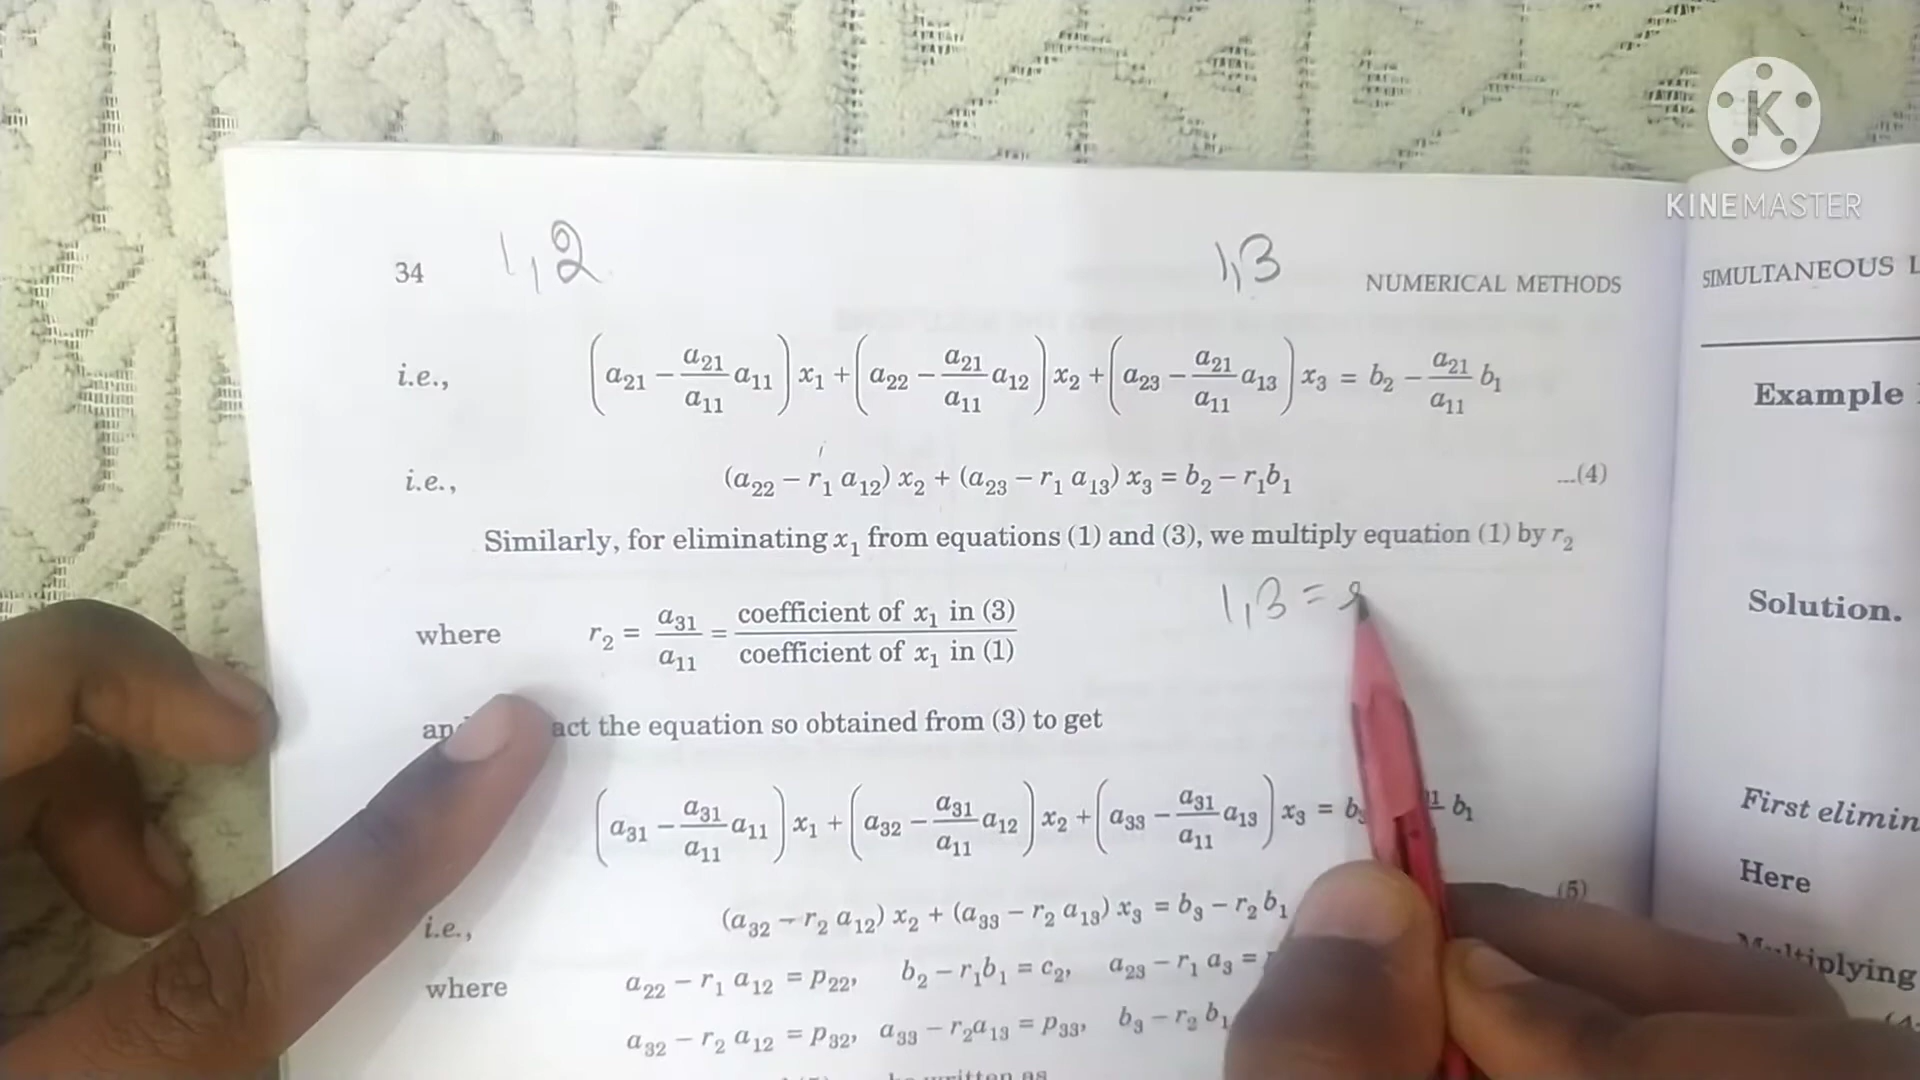 K
KINEMASTER
34 1,2 1,3 NUMERICAL METHODS
i.e., (a21 − a21/a11 a11) x1 + (a22 − a21/a11 a12) x2 + (a23 − a21/a11 a13) x3 = b2 − a21/a11 b1
i.e., (a22 − r1 a12) x2 + (a23 − r1 a13) x3 = b2 − r1b1 ...(4)
Similarly, for eliminating x1 from equations (1) and (3), we multiply equation (1) by r2
1,3 =
where r2 = a31/a11 = coefficient of x1 in (3) / coefficient of x1 in (1)
act the equation so obtained from (3) to get
(a31 − a31/a11 a11) x1 + (a32 − a31/a11 a12) x2 + (a33 − a31/a11 a13) x3 = b1
i.e., (a32 − r2 a12) x2 + (a33 − r2 a13) x3 = b3 − r2 b1 (5)
where a22 − r1 a12 = p22, b2 − r1b1 = c2, a23 − r1 a3 =
a32 − r2 a12 = p32, a33 − r2a13 = p33, b3 − r2 b1
SIMULTANEOUS
Example
Solution.
First elimin
Here